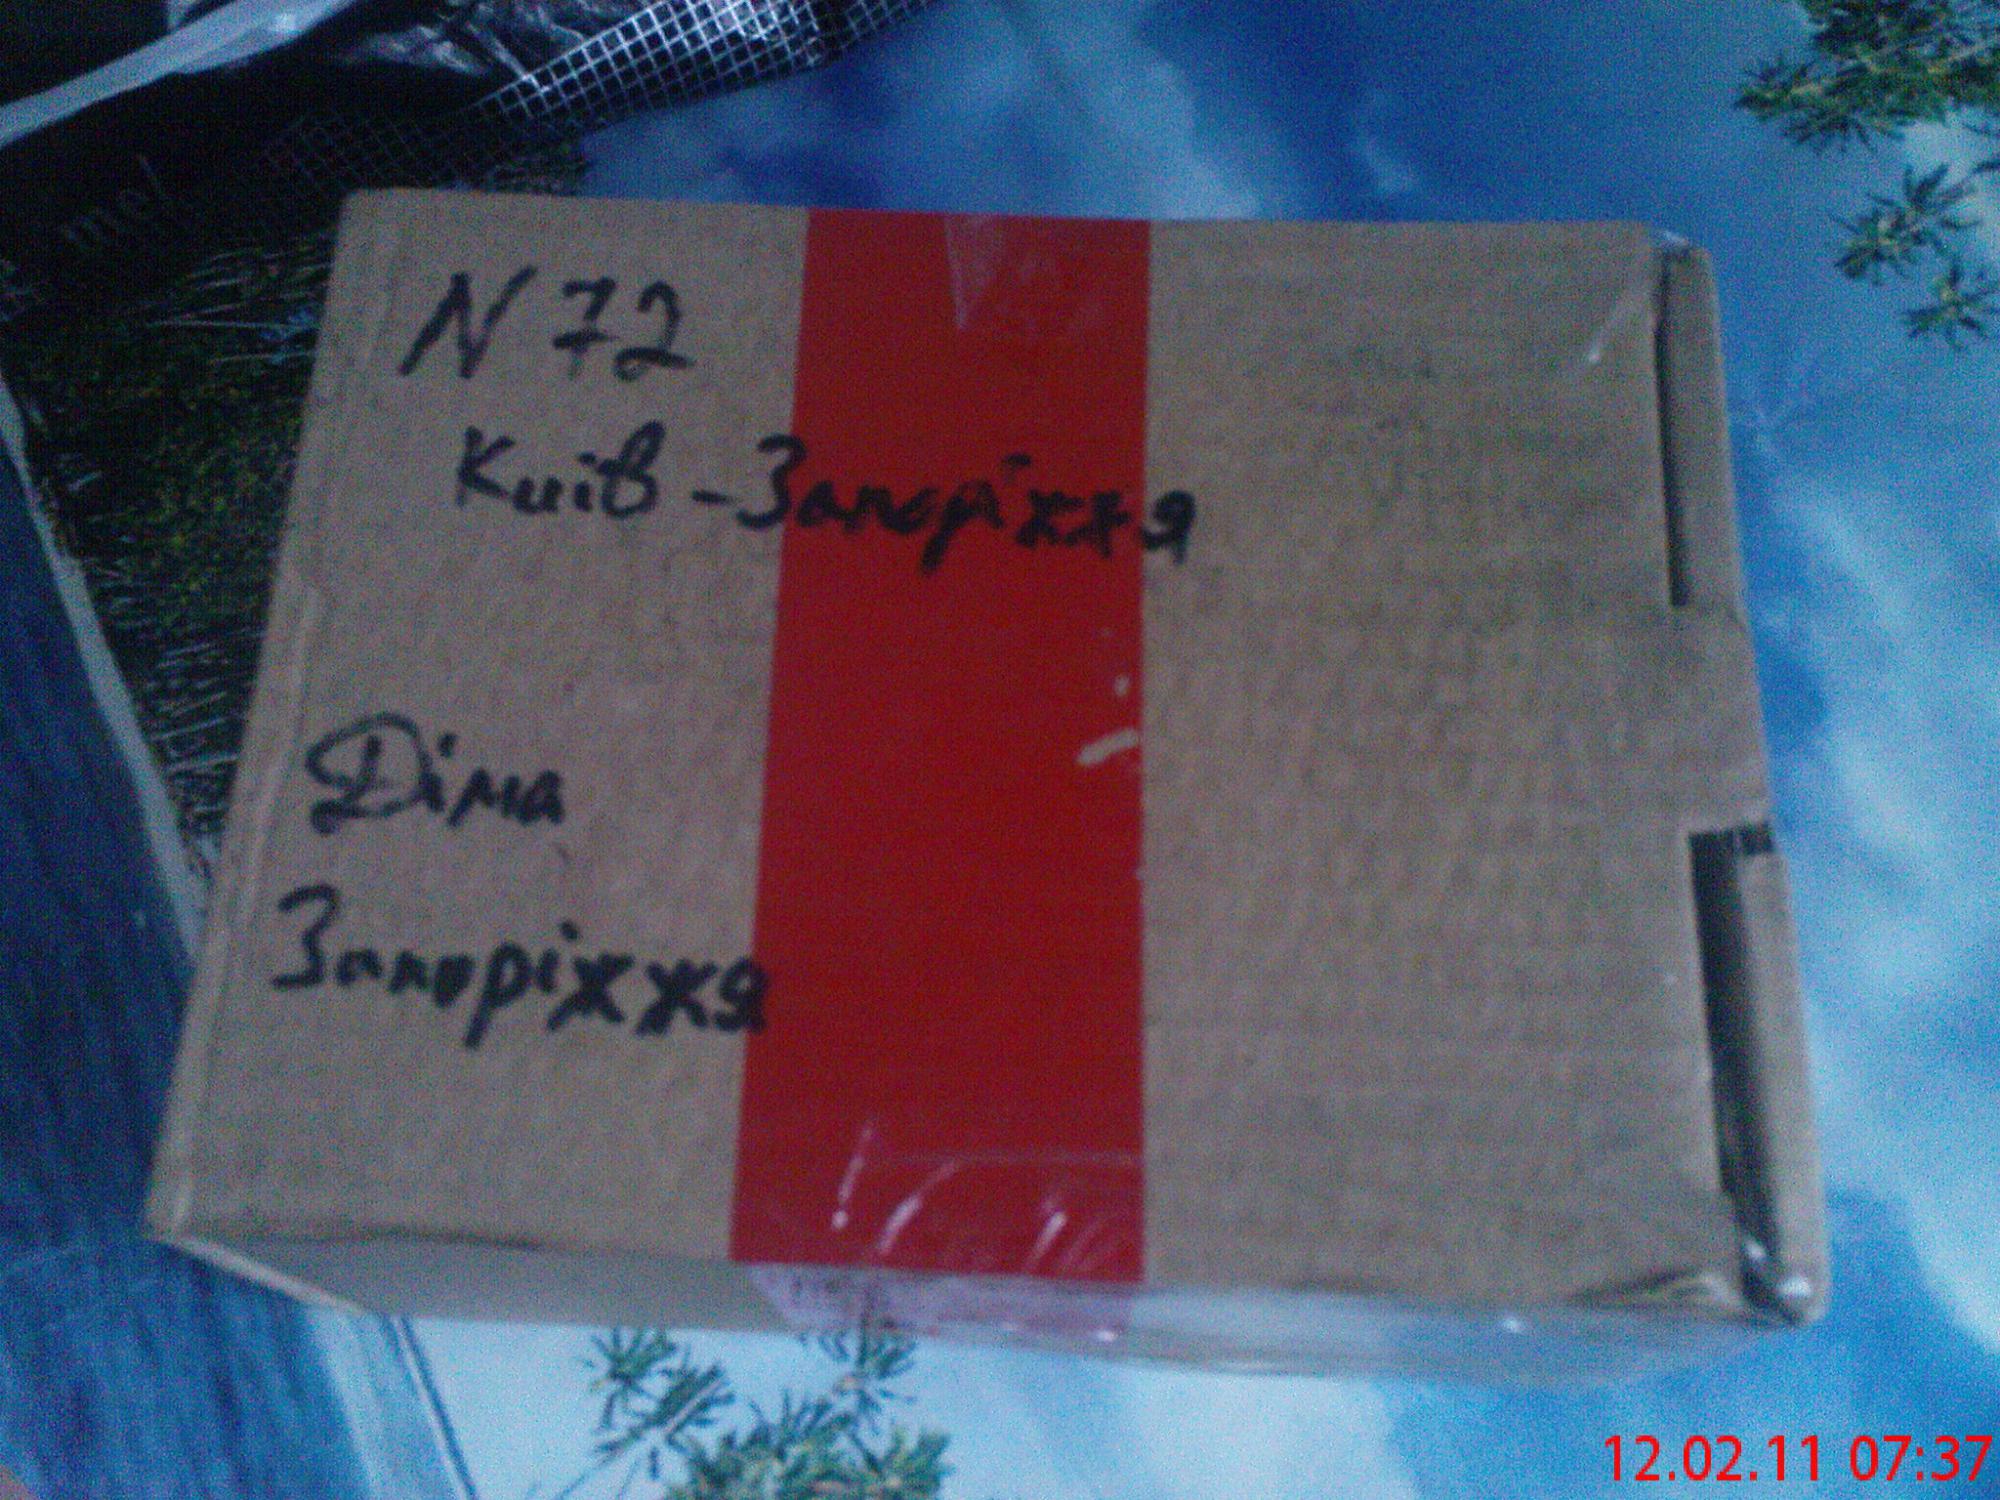 N 72
Київ - Запоріжжя
Діма
Запоріжжя
12.02.11 07:37